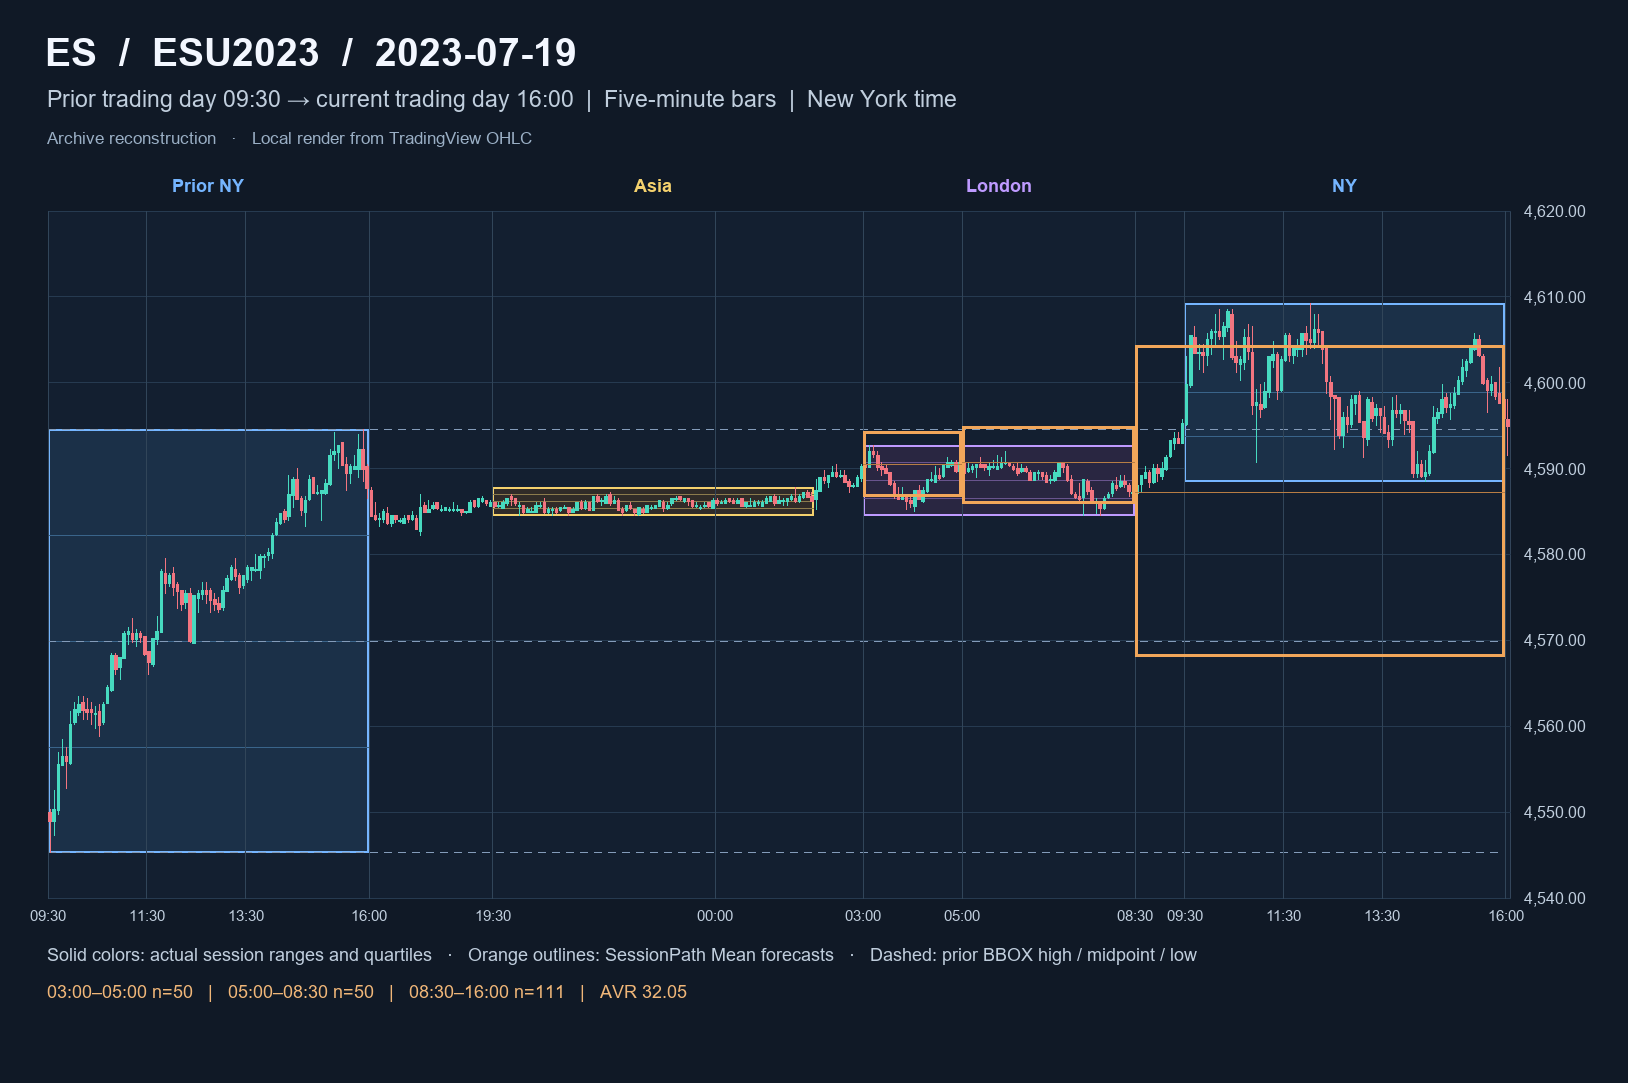 ES / ESU2023 / 2023-07-19
Prior trading day 09:30 → current trading day 16:00 | Five-minute bars | New York time
Archive reconstruction · Local render from TradingView OHLC
Prior NY Asia London NY
4,620.00
4,610.00
4,600.00
4,590.00
4,580.00
4,570.00
4,560.00
4,550.00
4,540.00
09:30 11:30 13:30 16:00 19:30 00:00 03:00 05:00 08:30 09:30 11:30 13:30 16:00
Solid colors: actual session ranges and quartiles · Orange outlines: SessionPath Mean forecasts · Dashed: prior BBOX high / midpoint / low
03:00–05:00 n=50 | 05:00–08:30 n=50 | 08:30–16:00 n=111 | AVR 32.05